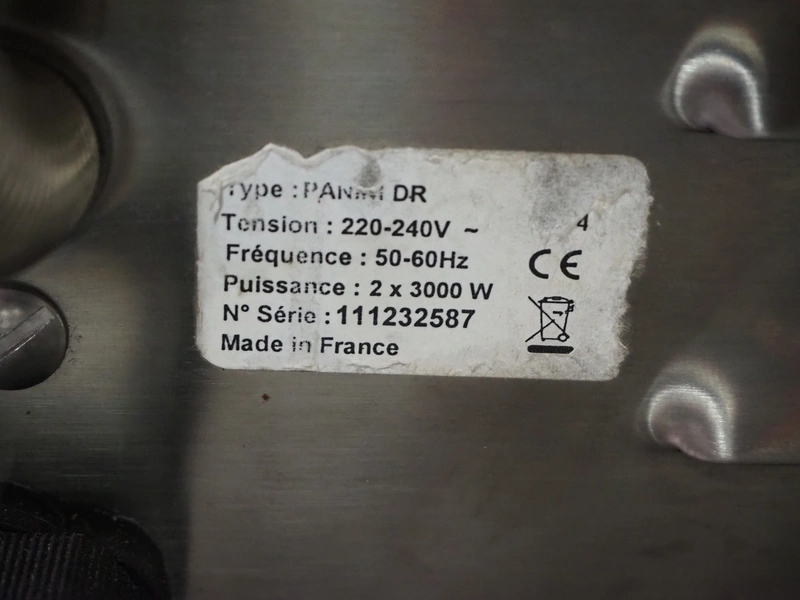 Type : PANINI DR
Tension : 220-240V ~ 4
Fréquence : 50-60Hz
CE
Puissance : 2 x 3000 W
N° Série : 111232587
Made in France